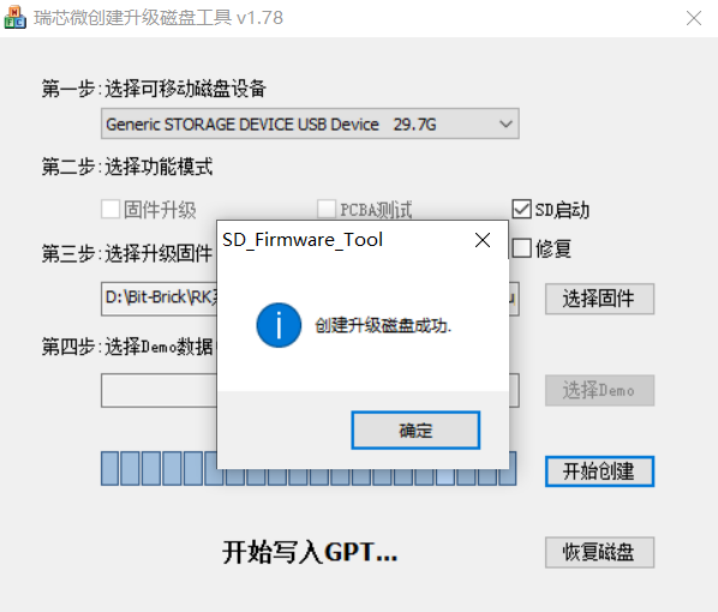 瑞芯微创建升级磁盘工具 v1.78
第一步:选择可移动磁盘设备
Generic STORAGE DEVICE USB Device 29.7G
第二步:选择功能模式
固件升级
PCBA测试
SD启动
SD_Firmware_Tool
修复
第三步:选择升级固件
D:\Bit-Brick\RK
选择固件
创建升级磁盘成功.
第四步:选择Demo数据
选择Demo
确定
开始创建
开始写入GPT...
恢复磁盘